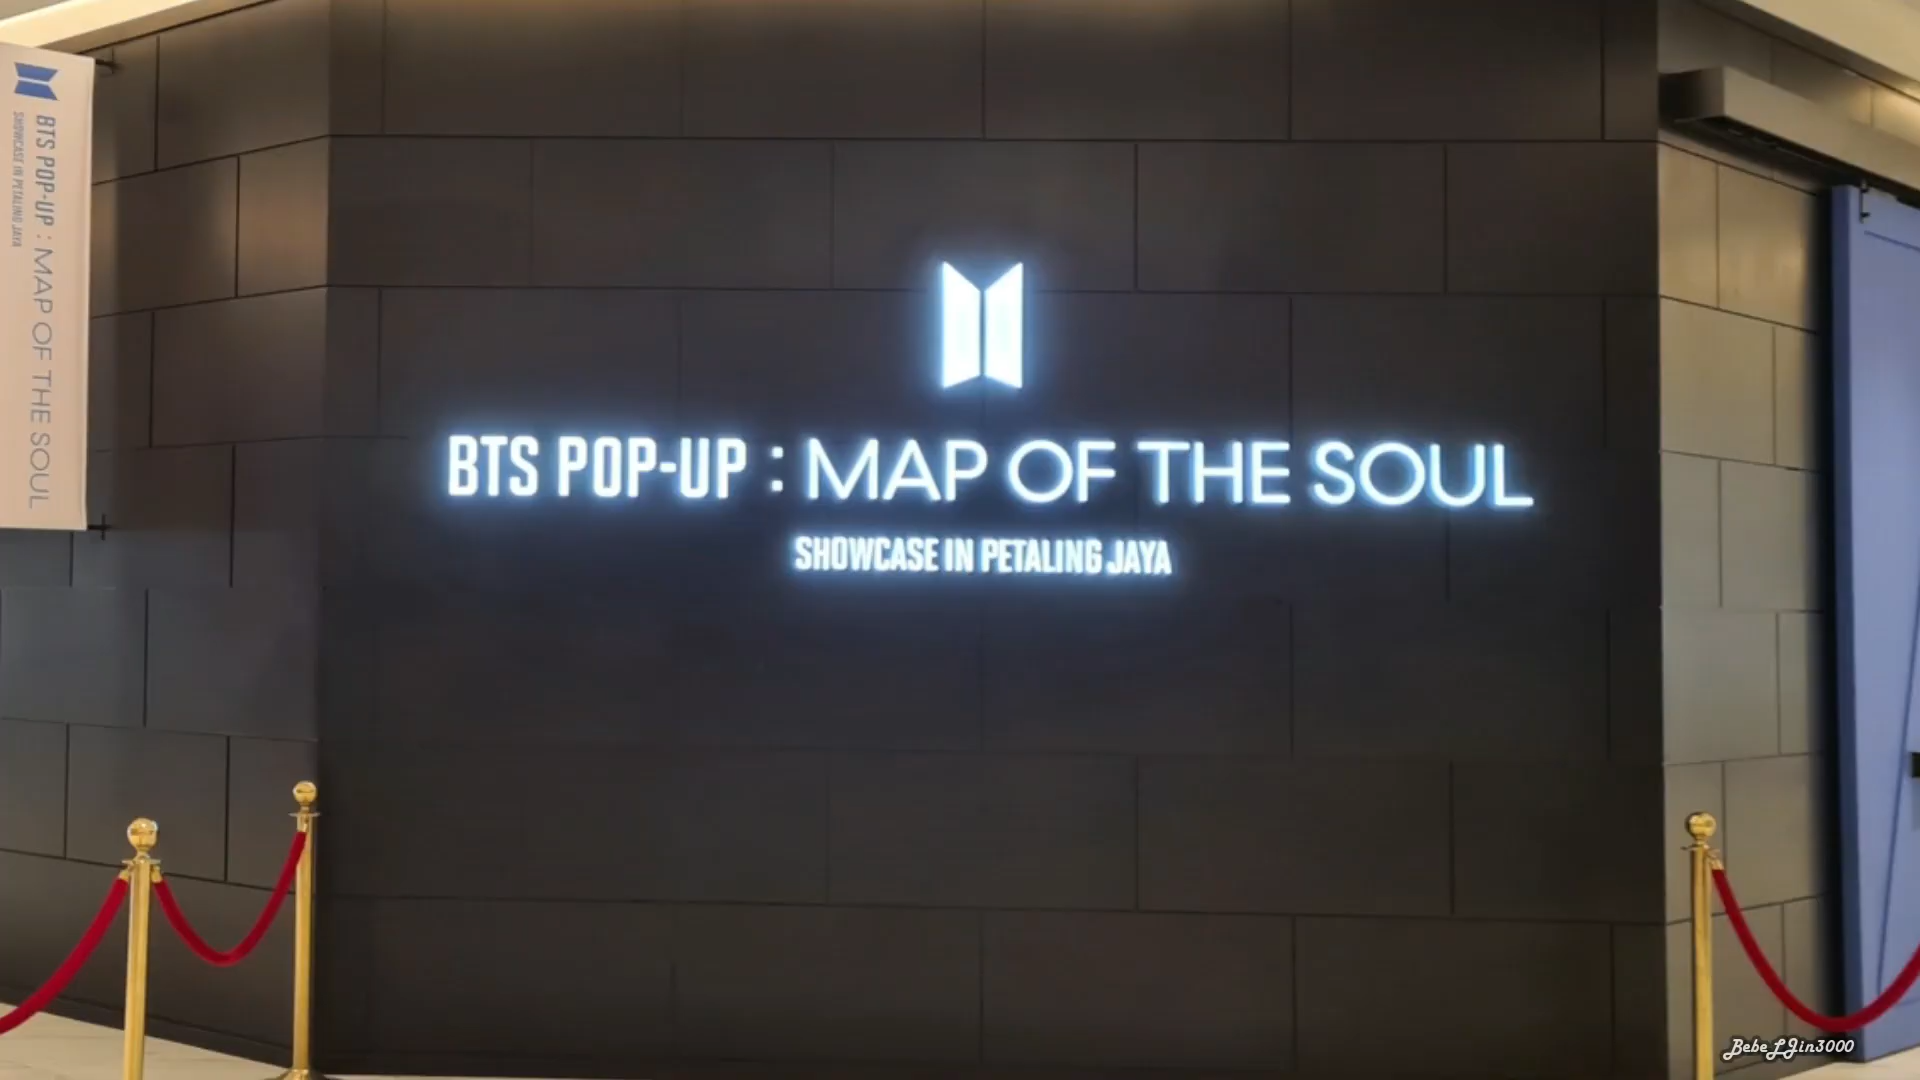 BTS POP-UP : MAP OF THE SOUL
SHOWCASE IN PETALING JAYA
BTS POP-UP : MAP OF THE SOUL
SHOWCASE IN PETALING JAYA
BebeLJin3000